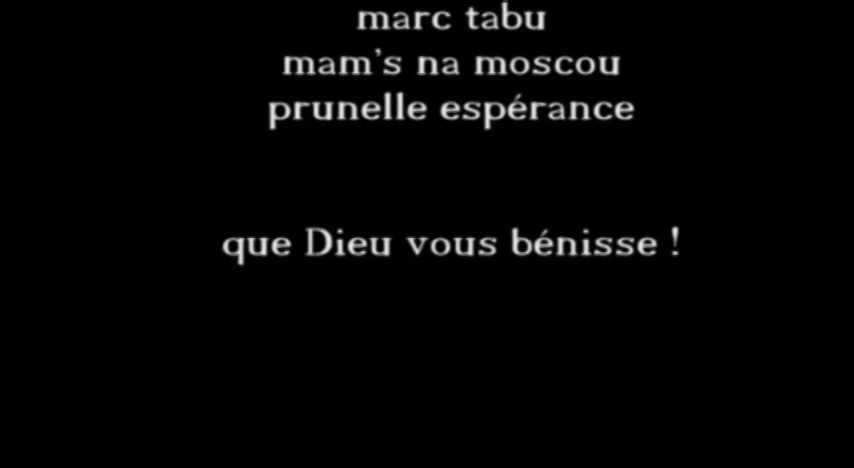 marc tabu
mam's na moscou
prunelle espérance
que Dieu vous bénisse !